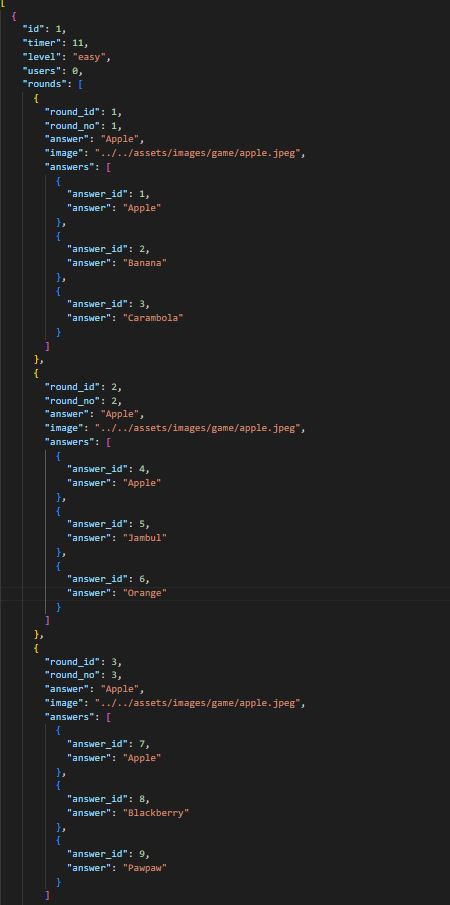 [
{
"id": 1,
"timer": 11,
"level": "easy",
"users": 0,
"rounds": [
{
"round_id": 1,
"round_no": 1,
"answer": "Apple",
"image": "../../assets/images/game/apple.jpeg",
"answers": [
{
"answer_id": 1,
"answer": "Apple"
},
{
"answer_id": 2,
"answer": "Banana"
},
{
"answer_id": 3,
"answer": "Carambola"
}
]
},
{
"round_id": 2,
"round_no": 2,
"answer": "Apple",
"image": "../../assets/images/game/apple.jpeg",
"answers": [
{
"answer_id": 4,
"answer": "Apple"
},
{
"answer_id": 5,
"answer": "Jambul"
},
{
"answer_id": 6,
"answer": "Orange"
}
]
},
{
"round_id": 3,
"round_no": 3,
"answer": "Apple",
"image": "../../assets/images/game/apple.jpeg",
"answers": [
{
"answer_id": 7,
"answer": "Apple"
},
{
"answer_id": 8,
"answer": "Blackberry"
},
{
"answer_id": 9,
"answer": "Pawpaw"
}
]